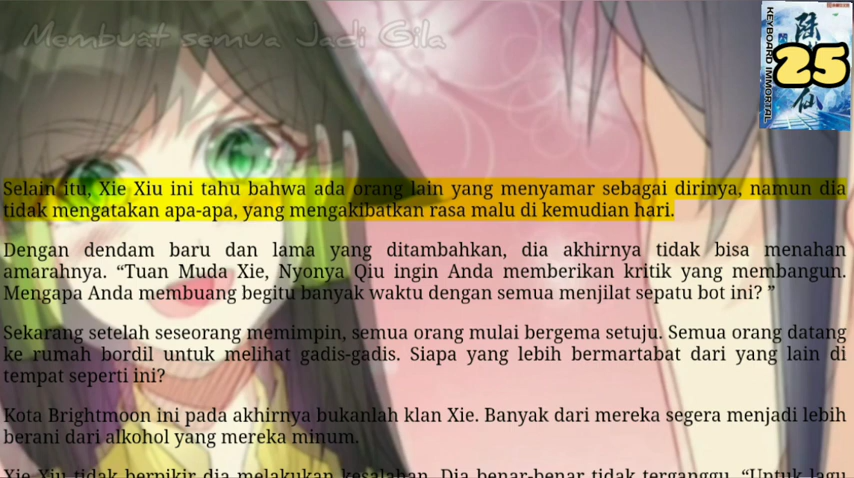 Membuat semua Jadi Gila
KEYBOARD IMMORTAL
25
Selain itu, Xie Xiu ini tahu bahwa ada orang lain yang menyamar sebagai dirinya, namun dia
tidak mengatakan apa-apa, yang mengakibatkan rasa malu di kemudian hari.
Dengan dendam baru dan lama yang ditambahkan, dia akhirnya tidak bisa menahan
amarahnya. “Tuan Muda Xie, Nyonya Qiu ingin Anda memberikan kritik yang membangun.
Mengapa Anda membuang begitu banyak waktu dengan semua menjilat sepatu bot ini? ”
Sekarang setelah seseorang memimpin, semua orang mulai bergema setuju. Semua orang datang
ke rumah bordil untuk melihat gadis-gadis. Siapa yang lebih bermartabat dari yang lain di
tempat seperti ini?
Kota Brightmoon ini pada akhirnya bukanlah klan Xie. Banyak dari mereka segera menjadi lebih
berani dari alkohol yang mereka minum.
Xie Xiu tidak berpikir dia melakukan kesalahan. Dia benar-benar tidak terganggu. “Untuk lagu